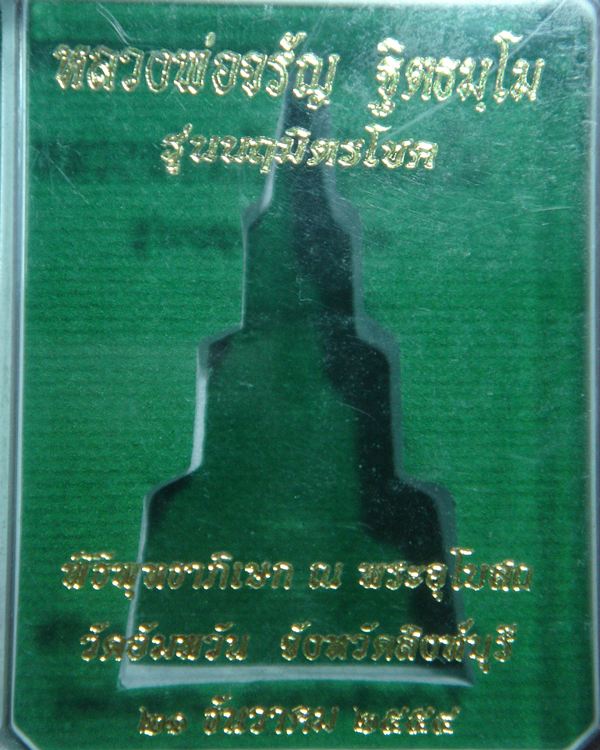 หลวงพ่อจรัญ ฐิตธมฺโม
รุ่นนฤมิตรโชค
พิธีพุทธาภิเษก ณ พระอุโบสถ
วัดอัมพวัน จังหวัดสิงห์บุรี
๒๑ ธันวาคม ๒๕๕๔